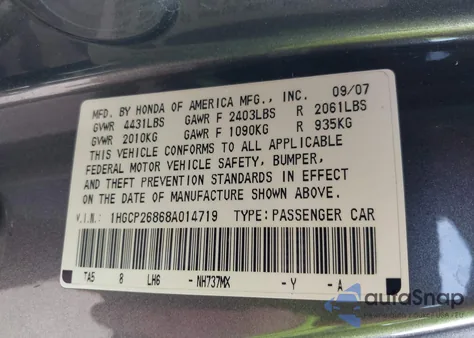 MFD. BY HONDA OF AMERICA MFG., INC. 09/07
GVWR 4431LBS GAWR F 2403LBS R 2061LBS
GVWR 2010KG GAWR F 1090KG R 935KG
THIS VEHICLE CONFORMS TO ALL APPLICABLE
FEDERAL MOTOR VEHICLE SAFETY, BUMPER,
AND THEFT PREVENTION STANDARDS IN EFFECT
ON THE DATE OF MANUFACTURE SHOWN ABOVE.
V.I.N.: 1HGCP26868A014719 TYPE: PASSENGER CAR
TA5 8 LH6 - NH737MX - Y - A
autoSnap